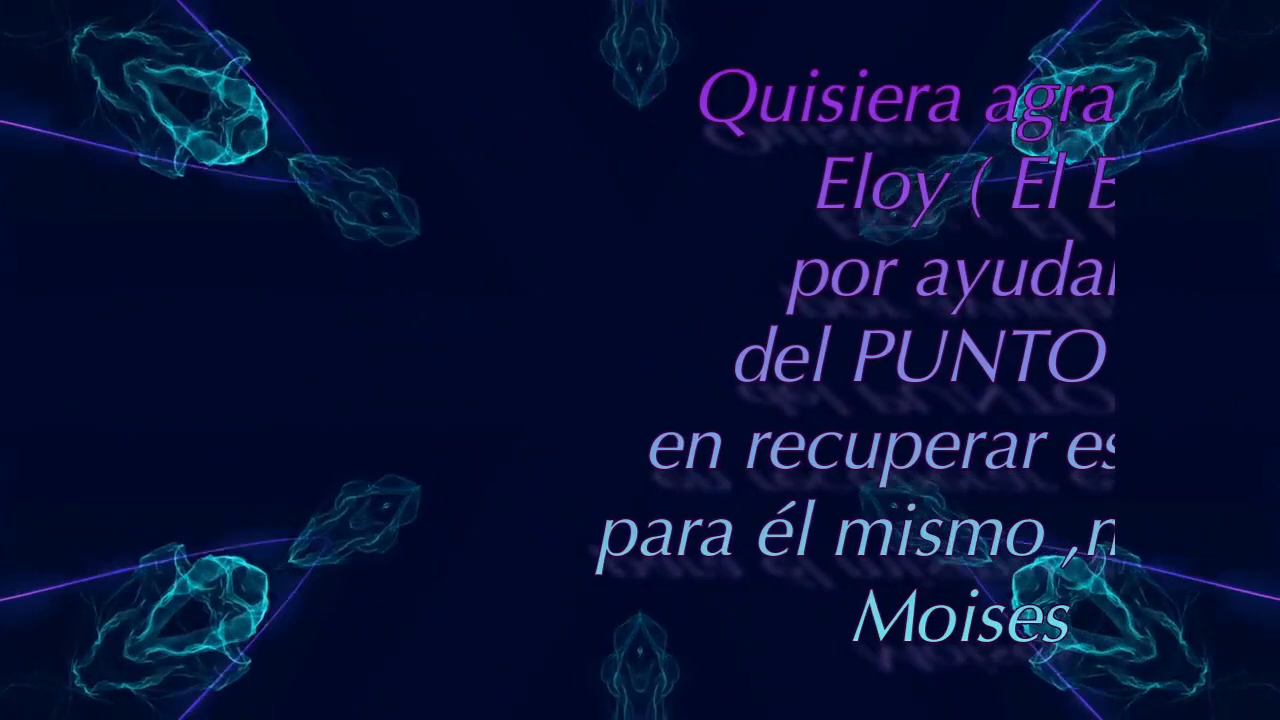 Quisiera agra
Eloy ( El
por ayuda
del PUNTO
en recuperar es
para él mismo ,
Moises